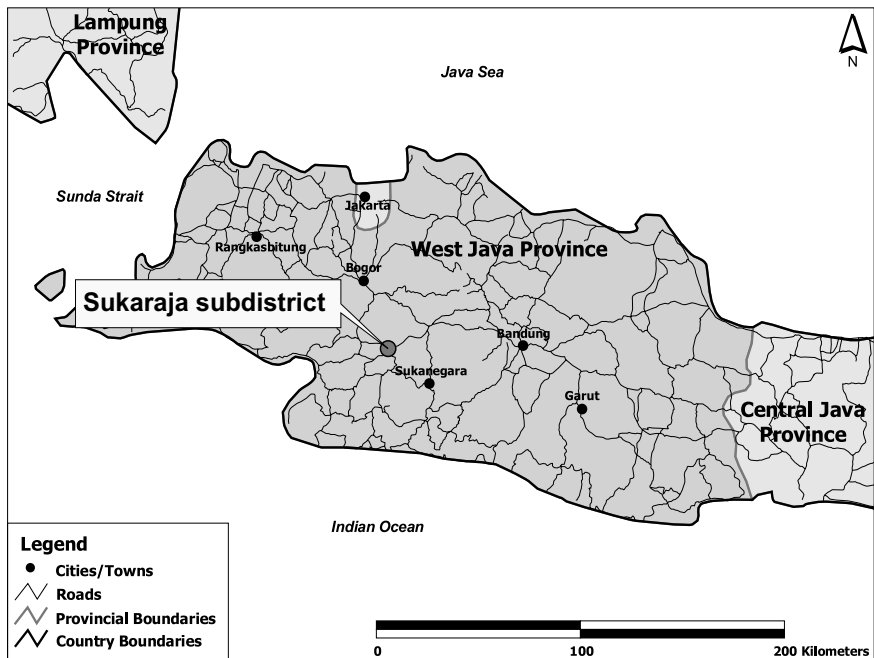 Lampung
Province
Java Sea
N
Sunda Strait
Jakarta
Rangkasbitung
West Java Province
Bogor
Sukaraja subdistrict
Bandung
Sukanegara
Garut
Central Java
Province
Indian Ocean
Legend
Cities/Towns
Roads
Provincial Boundaries
Country Boundaries
0 100 200 Kilometers